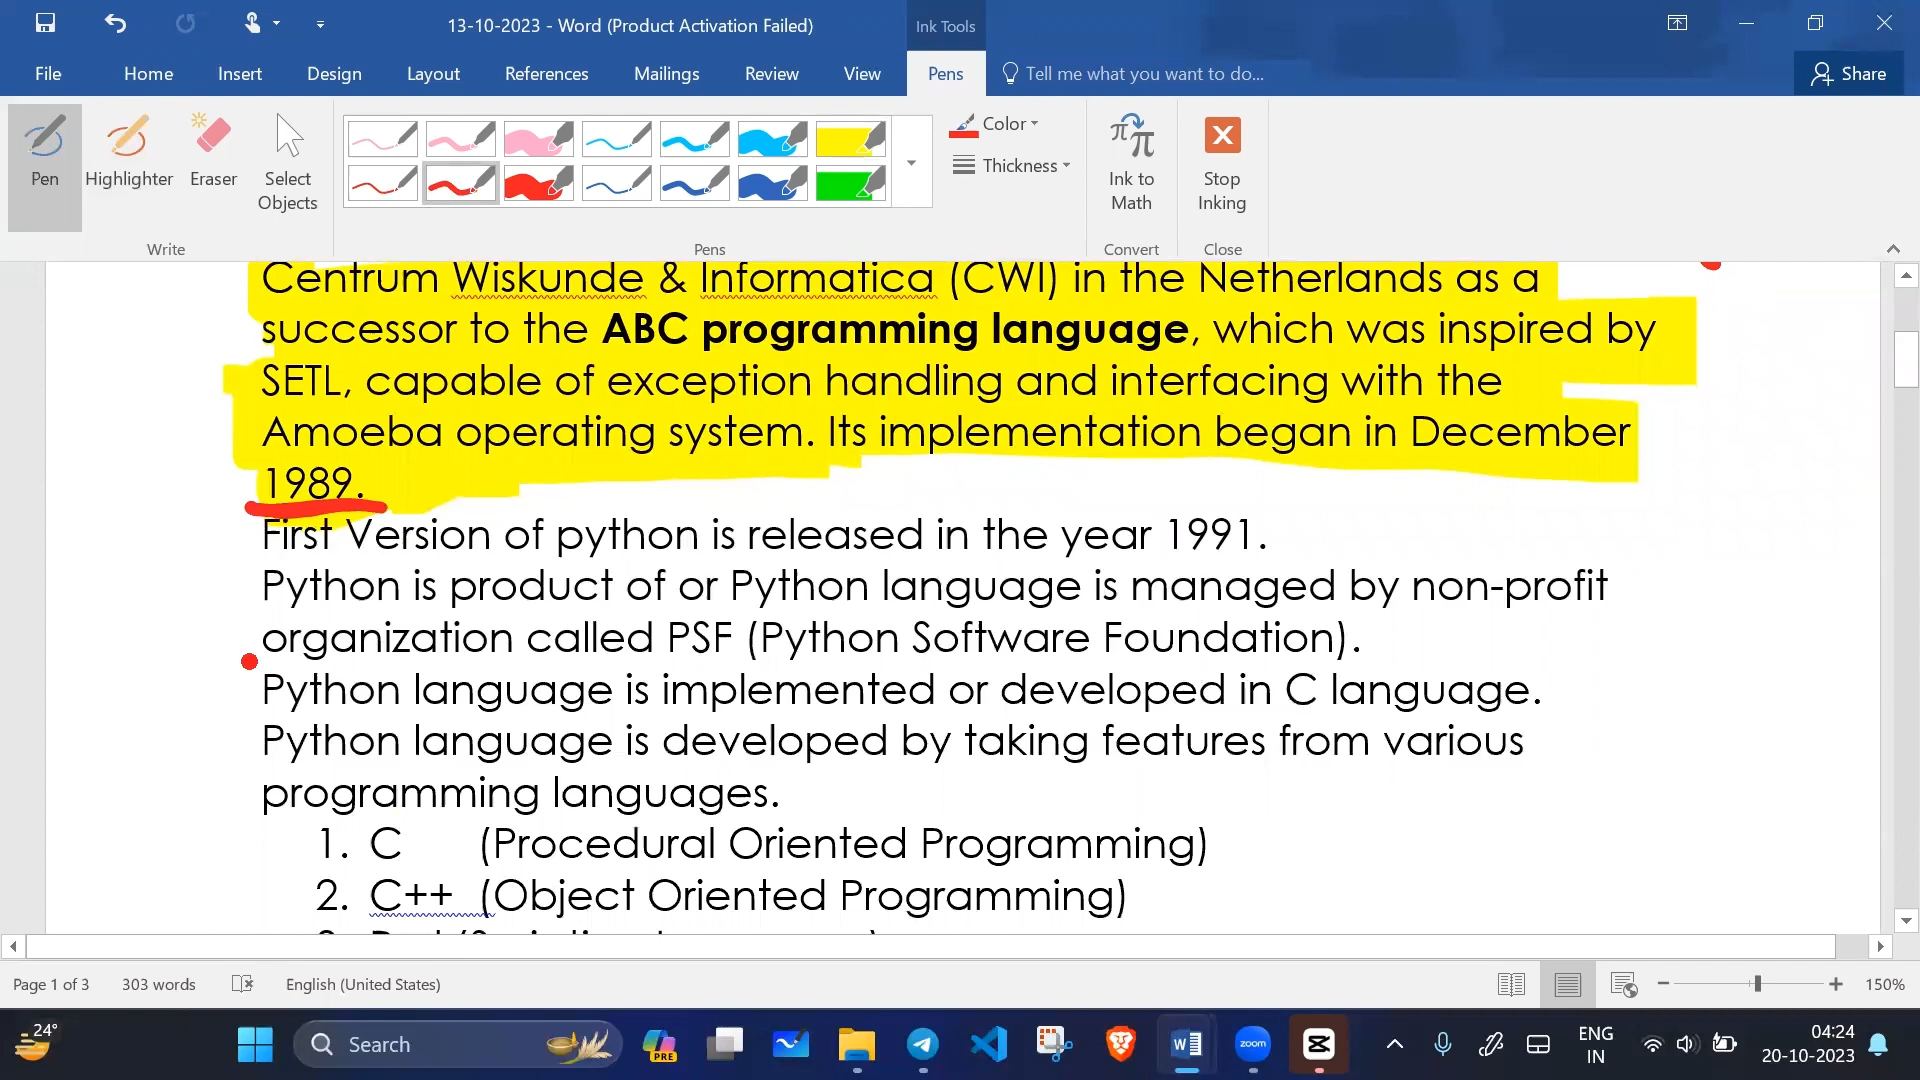 13-10-2023 - Word (Product Activation Failed)
Ink Tools
File Home Insert Design Layout References Mailings Review View Pens Tell me what you want to do... Share
Pen Highlighter Eraser Select Objects
Color
Thickness
Ink to Math
Stop Inking
Write Pens Convert Close
Centrum Wiskunde & Informatica (CWI) in the Netherlands as a
successor to the ABC programming language, which was inspired by
SETL, capable of exception handling and interfacing with the
Amoeba operating system. Its implementation began in December
1989.
First Version of python is released in the year 1991.
Python is product of or Python language is managed by non-profit
organization called PSF (Python Software Foundation).
Python language is implemented or developed in C language.
Python language is developed by taking features from various
programming languages.
1. C (Procedural Oriented Programming)
2. C++ (Object Oriented Programming)
Page 1 of 3 303 words English (United States) 150%
24° Search PRE zoom ENG IN 04:24 20-10-2023